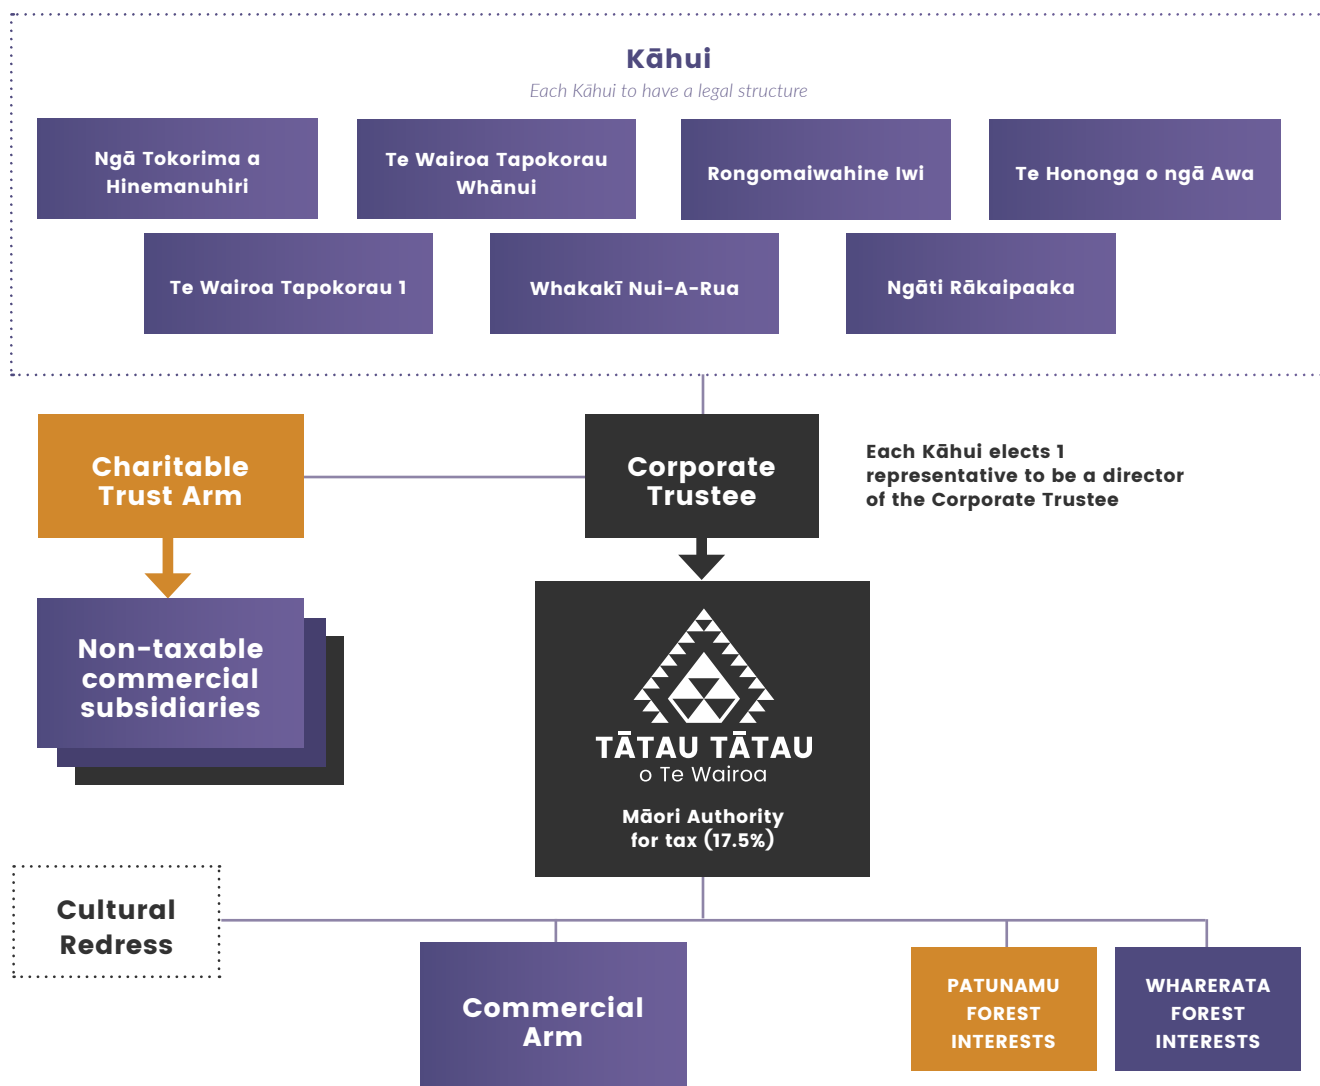 Kāhui
Each Kāhui to have a legal structure
Ngā Tokorima a
Hinemanuhiri
Te Wairoa Tapokorau
Whānui
Rongomaiwahine Iwi
Te Hononga o ngā Awa
Te Wairoa Tapokorau 1
Whakakī Nui-A-Rua
Ngāti Rākaipaaka
Charitable
Trust Arm
Corporate
Trustee
Each Kāhui elects 1
representative to be a director
of the Corporate Trustee
Non-taxable
commercial
subsidiaries
TĀTAU TĀTAU
o Te Wairoa
Māori Authority
for tax (17.5%)
Cultural
Redress
Commercial
Arm
PATUNAMU
FOREST
INTERESTS
WHARERATA
FOREST
INTERESTS